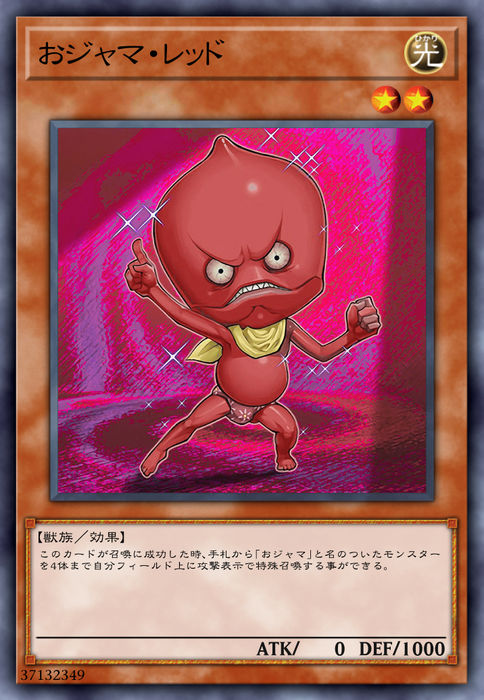 おジャマ・レッド
光
ひかり
【獣族／効果】
このカードが召喚に成功した時、手札から｢おジャマ｣と名のついたモンスター
を4体まで自分フィールド上に攻撃表示で特殊召喚する事ができる。
ATK/ 0 DEF/1000
37132349